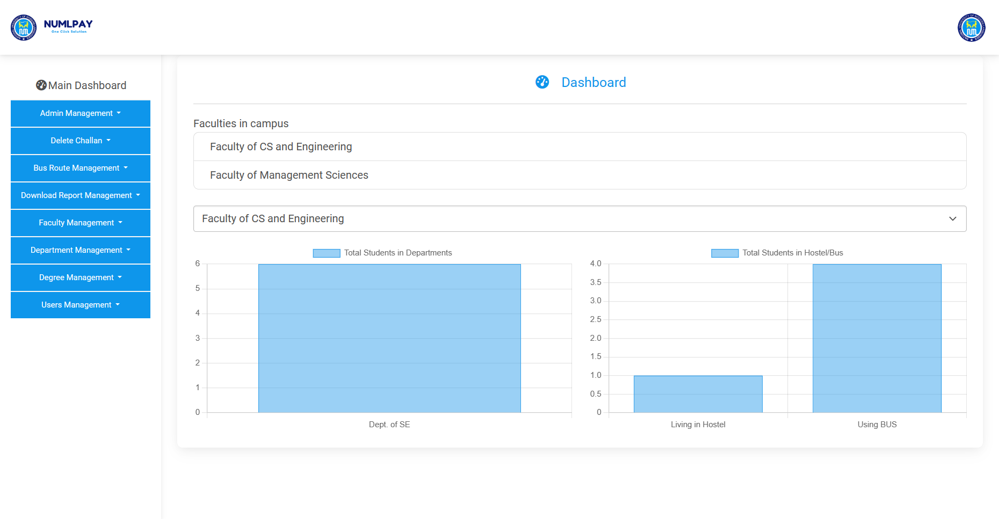 NUMLPAY
One Click Solution
Main Dashboard
Admin Management
Delete Challan
Bus Route Management
Download Report Management
Faculty Management
Department Management
Degree Management
Users Management
Dashboard
Faculties in campus
Faculty of CS and Engineering
Faculty of Management Sciences
Faculty of CS and Engineering
Total Students in Departments
6
5
4
3
2
1
0
Dept. of SE
Total Students in Hostel/Bus
4.0
3.5
3.0
2.5
2.0
1.5
1.0
0.5
0
Living in Hostel
Using BUS